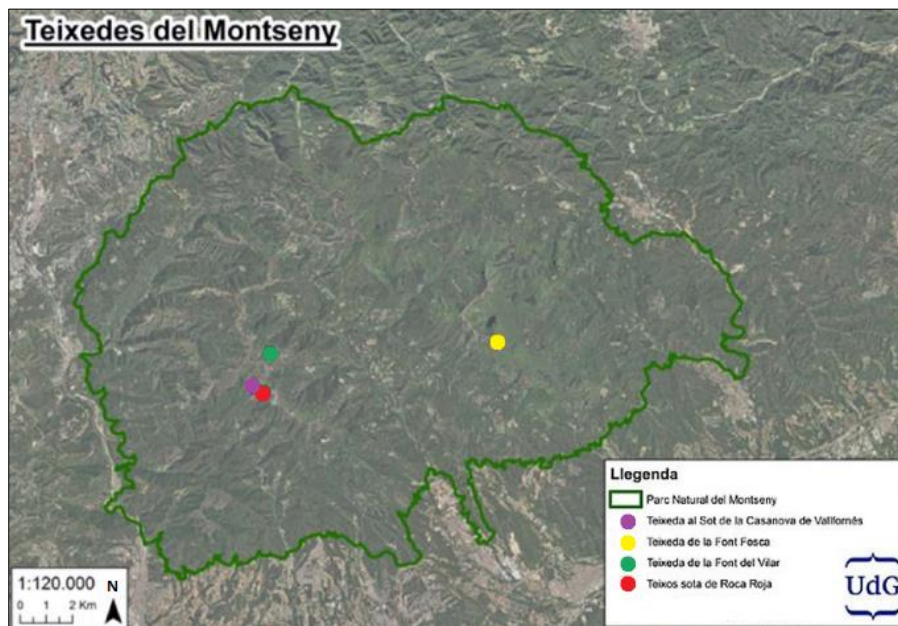 Teixedes del Montseny
Llegenda
Parc Natural del Montseny
Teixeda al Sot de la Casanova de Vallfornés
Teixeda de la Font Fosca
Teixeda de la Font del Vilar
Teixos sota de Roca Roja
1:120.000 N
0 1 2 Km
UdG